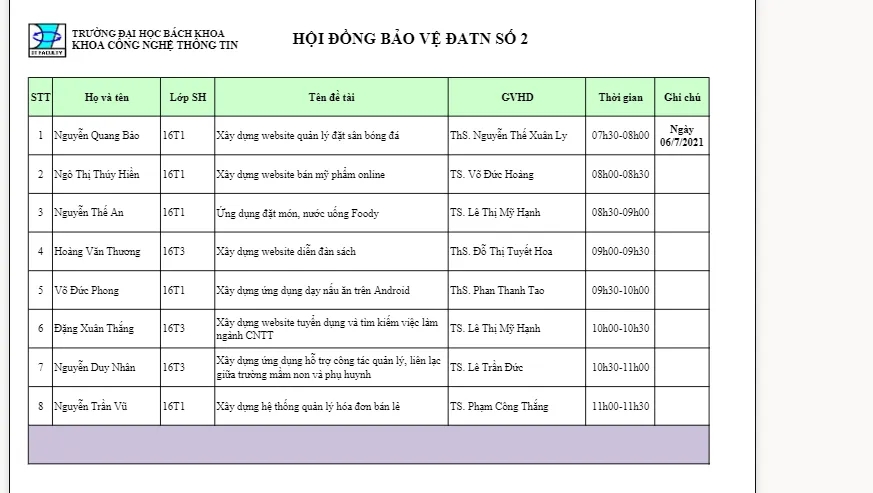 TRƯỜNG ĐẠI HỌC BÁCH KHOA
KHOA CÔNG NGHỆ THÔNG TIN
IT FACULTY
HỘI ĐỒNG BẢO VỆ ĐATN SỐ 2
STT Họ và tên Lớp SH Tên đề tài GVHD Thời gian Ghi chú
1 Nguyễn Quang Bảo 16T1 Xây dựng website quản lý đặt sân bóng đá ThS. Nguyễn Thế Xuân Ly 07h30-08h00 Ngày
06/7/2021
2 Ngô Thị Thúy Hiền 16T1 Xây dựng website bán mỹ phẩm online TS. Võ Đức Hoàng 08h00-08h30
3 Nguyễn Thế An 16T1 Ứng dụng đặt món, nước uống Foody TS. Lê Thị Mỹ Hạnh 08h30-09h00
4 Hoàng Văn Thương 16T3 Xây dựng website diễn đàn sách ThS. Đỗ Thị Tuyết Hoa 09h00-09h30
5 Võ Đức Phong 16T1 Xây dựng ứng dụng dạy nấu ăn trên Android ThS. Phan Thanh Tao 09h30-10h00
6 Đặng Xuân Thắng 16T3 Xây dựng website tuyển dụng và tìm kiếm việc làm
ngành CNTT TS. Lê Thị Mỹ Hạnh 10h00-10h30
7 Nguyễn Duy Nhân 16T3 Xây dựng ứng dụng hỗ trợ công tác quản lý, liên lạc
giữa trường mầm non và phụ huynh TS. Lê Trần Đức 10h30-11h00
8 Nguyễn Trần Vũ 16T1 Xây dựng hệ thống quản lý hóa đơn bán lẻ TS. Phạm Công Thắng 11h00-11h30